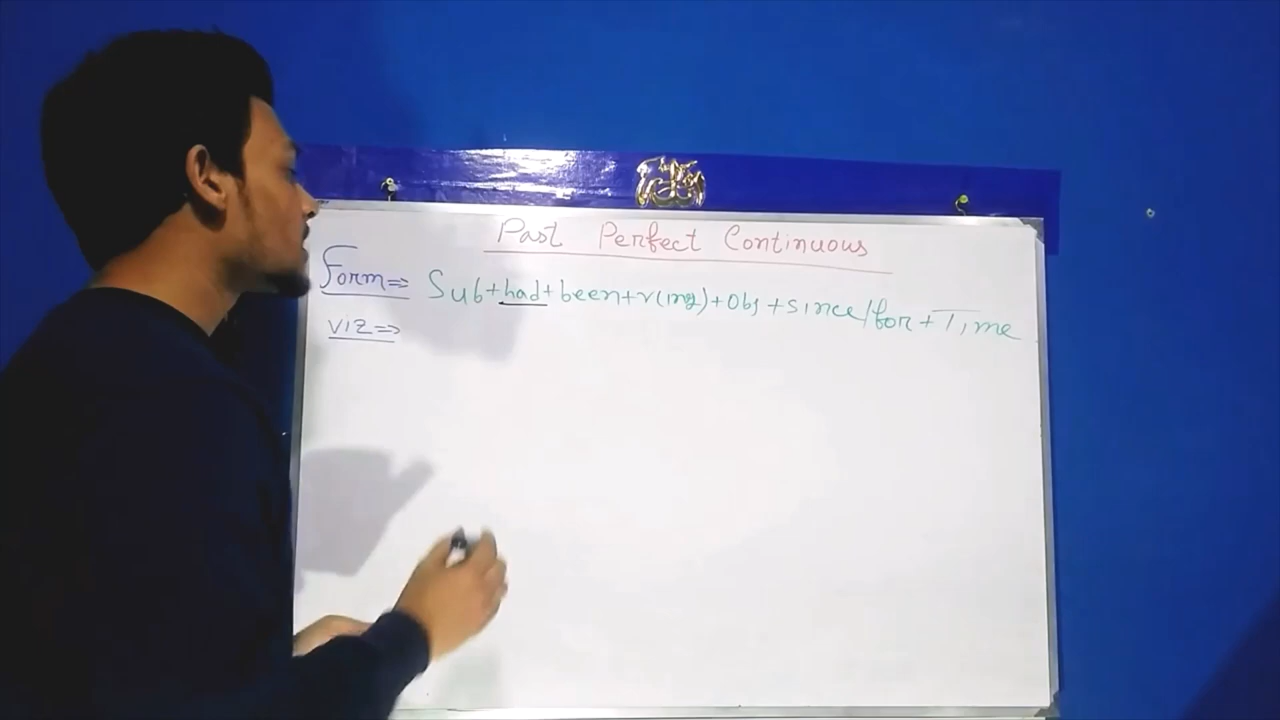 Past Perfect Continuous
Form⇒ Sub+had+been+v(ing)+Obj+since/for+Time
viz⇒